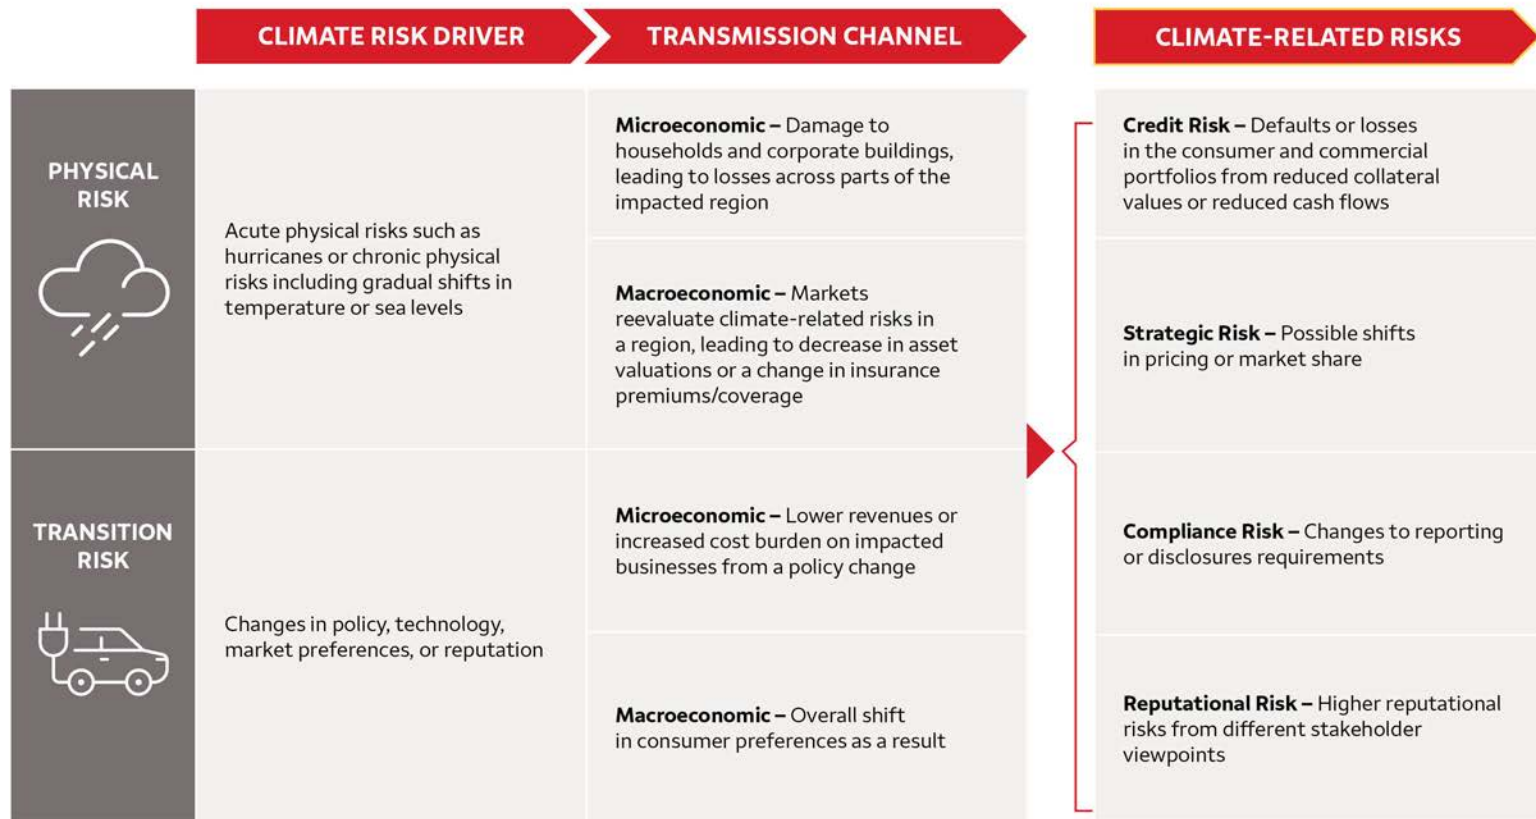 CLIMATE RISK DRIVER
TRANSMISSION CHANNEL
CLIMATE-RELATED RISKS
PHYSICAL
RISK
Acute physical risks such as
hurricanes or chronic physical
risks including gradual shifts in
temperature or sea levels
Microeconomic – Damage to
households and corporate buildings,
leading to losses across parts of the
impacted region
Macroeconomic – Markets
reevaluate climate-related risks in
a region, leading to decrease in asset
valuations or a change in insurance
premiums/coverage
TRANSITION
RISK
Changes in policy, technology,
market preferences, or reputation
Microeconomic – Lower revenues or
increased cost burden on impacted
businesses from a policy change
Macroeconomic – Overall shift
in consumer preferences as a result
Credit Risk – Defaults or losses
in the consumer and commercial
portfolios from reduced collateral
values or reduced cash flows
Strategic Risk – Possible shifts
in pricing or market share
Compliance Risk – Changes to reporting
or disclosures requirements
Reputational Risk – Higher reputational
risks from different stakeholder
viewpoints